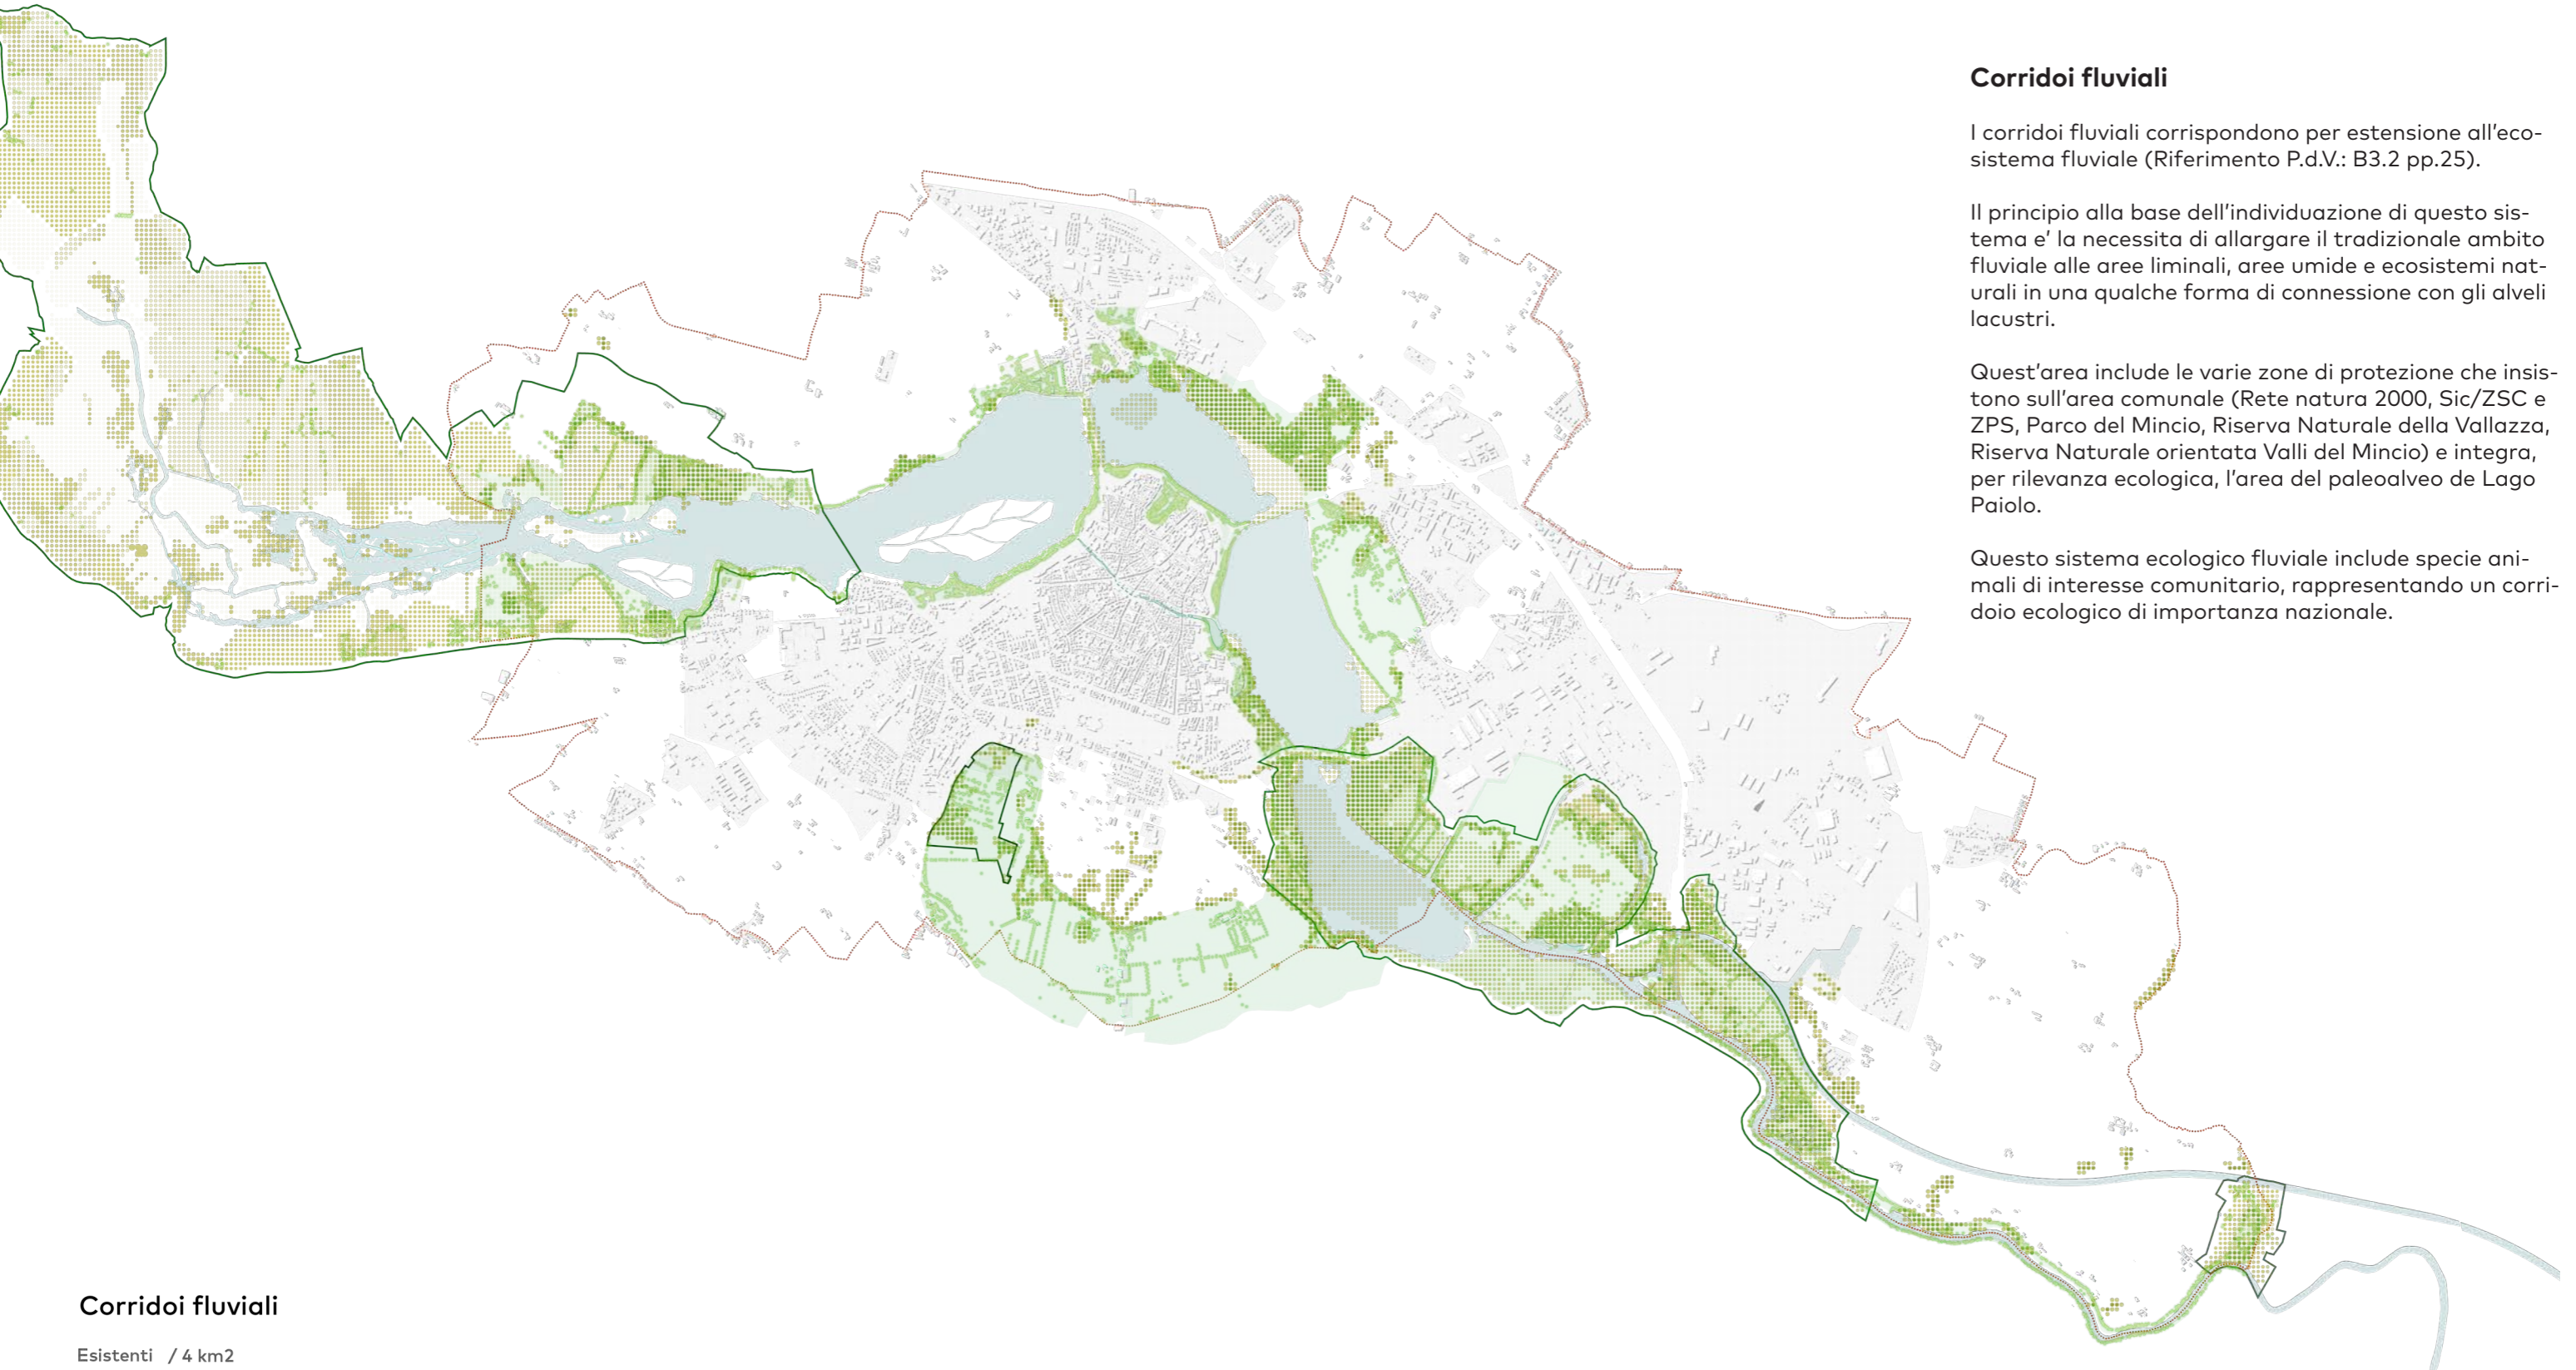 Corridoi fluviali
I corridoi fluviali corrispondono per estensione all'eco-
sistema fluviale (Riferimento P.d.V.: B3.2 pp.25).
Il principio alla base dell'individuazione di questo sis-
tema e' la necessita di allargare il tradizionale ambito
fluviale alle aree liminali, aree umide e ecosistemi nat-
urali in una qualche forma di connessione con gli alvei
lacustri.
Quest'area include le varie zone di protezione che insis-
tono sull'area comunale (Rete natura 2000, Sic/ZSC e
ZPS, Parco del Mincio, Riserva Naturale della Vallazza,
Riserva Naturale orientata Valli del Mincio) e integra,
per rilevanza ecologica, l'area del paleoalveo de Lago
Paiolo.
Questo sistema ecologico fluviale include specie ani-
mali di interesse comunitario, rappresentando un corri-
doio ecologico di importanza nazionale.
Corridoi fluviali
Esistenti / 4 km2